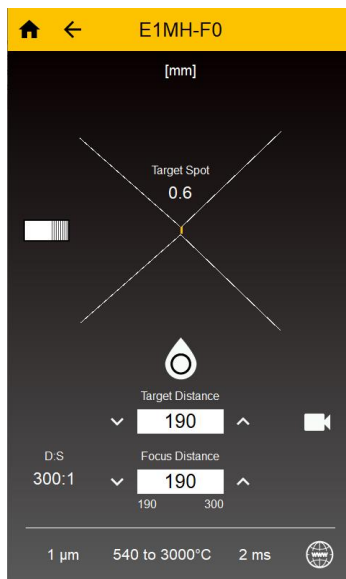 E1MH-F0
[mm]
Target Spot
0.6
Target Distance
190
D:S
300:1
Focus Distance
190
190 300
1 µm 540 to 3000°C 2 ms
www